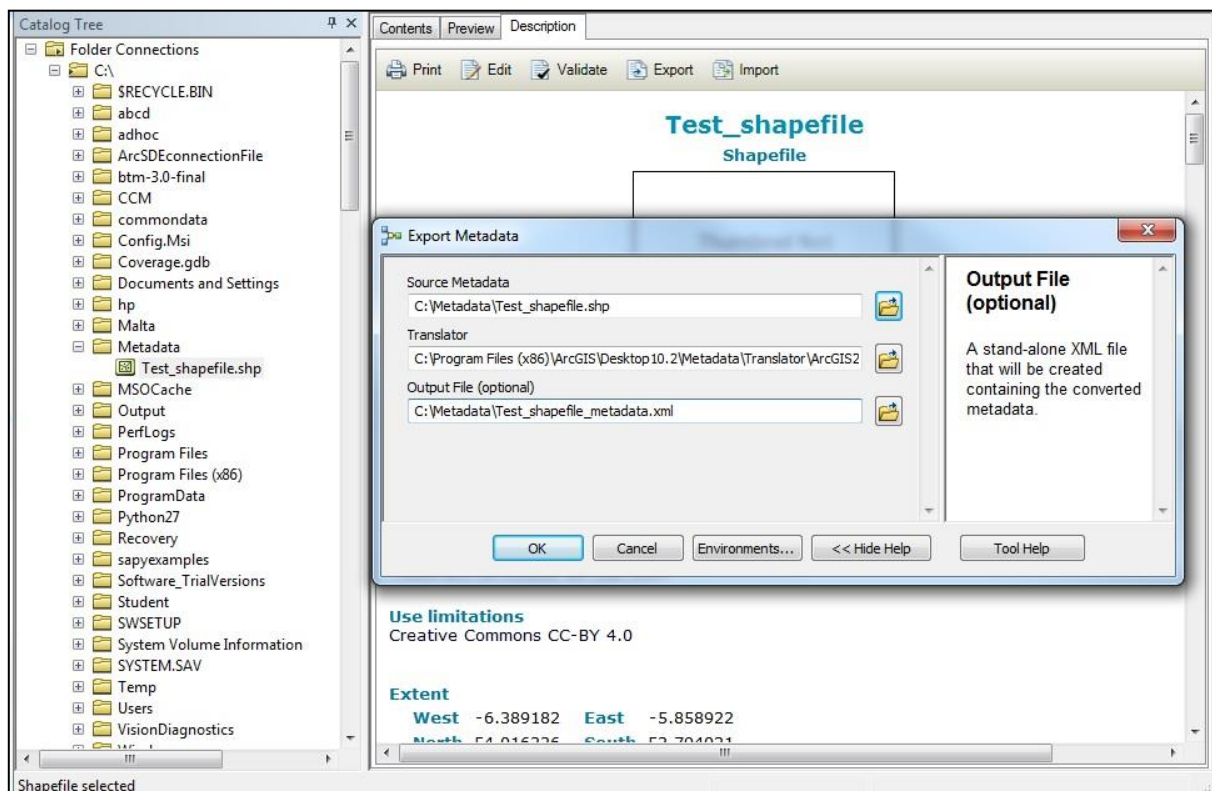 Catalog Tree
Folder Connections
C:\
$RECYCLE.BIN
abcd
adhoc
ArcSDEconnectionFile
btm-3.0-final
CCM
commondata
Config.Msi
Coverage.gdb
Documents and Settings
hp
Malta
Metadata
Test_shapefile.shp
MSOCache
Output
PerfLogs
Program Files
Program Files (x86)
ProgramData
Python27
Recovery
sapyexamples
Software_TrialVersions
Student
SWSETUP
System Volume Information
SYSTEM.SAV
Temp
Users
VisionDiagnostics
Shapefile selected
Contents Preview Description
Print Edit Validate Export Import
Test_shapefile
Shapefile
Export Metadata
Source Metadata
C:\Metadata\Test_shapefile.shp
Translator
C:\Program Files (x86)\ArcGIS\Desktop10.2\Metadata\Translator\ArcGIS2
Output File (optional)
C:\Metadata\Test_shapefile_metadata.xml
Output File
(optional)
A stand-alone XML file
that will be created
containing the converted
metadata.
OK Cancel Environments... << Hide Help Tool Help
Use limitations
Creative Commons CC-BY 4.0
Extent
West -6.389182 East -5.858922
North South